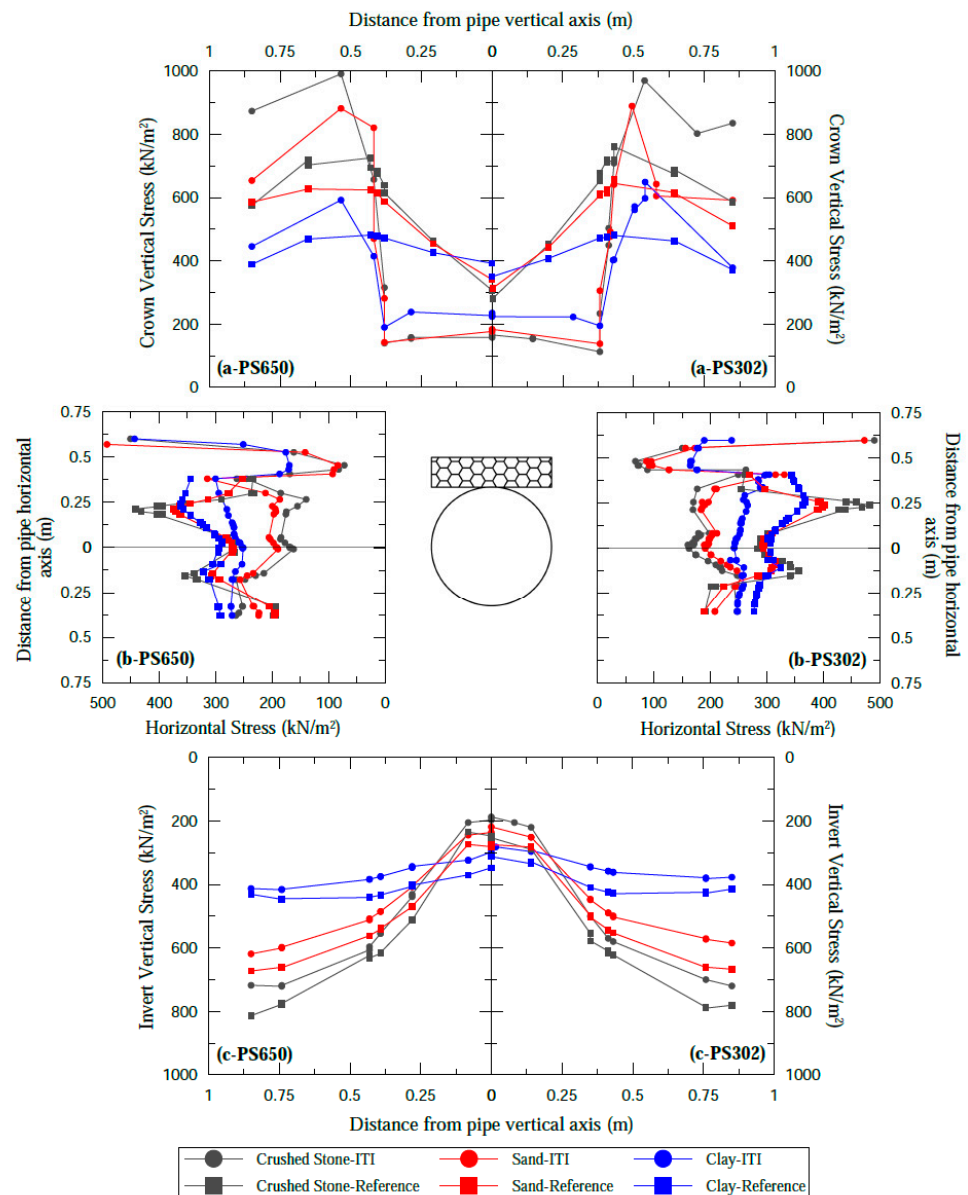 Distance from pipe vertical axis (m)
1 0.75 0.5 0.25 0 0.25 0.5 0.75 1
Crown Vertical Stress (kN/m²)
1000
800
600
400
200
0
(a-PS650)
(a-PS302)
1000
800
600
400
200
0
Crown Vertical Stress (kN/m²)
Distance from pipe horizontal
axis (m)
0.75
0.5
0.25
0
0.25
0.5
0.75
(b-PS650)
500 400 300 200 100 0
Horizontal Stress (kN/m²)
0.75
0.5
0.25
0
0.25
0.5
0.75
(b-PS302)
0 100 200 300 400 500
Horizontal Stress (kN/m²)
Distance from pipe horizontal
axis (m)
Invert Vertical Stress (kN/m²)
0
200
400
600
800
1000
(c-PS650)
(c-PS302)
0
200
400
600
800
1000
Invert Vertical Stress (kN/m²)
1 0.75 0.5 0.25 0 0.25 0.5 0.75 1
Distance from pipe vertical axis (m)
Crushed Stone-ITI Sand-ITI Clay-ITI
Crushed Stone-Reference Sand-Reference Clay-Reference